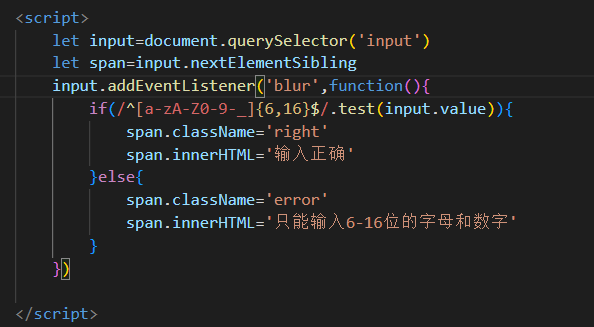 <script>
let input=document.querySelector('input')
let span=input.nextElementSibling
input.addEventListener('blur',function(){
if(/^[a-zA-Z0-9-_]{6,16}$/.test(input.value)){
span.className='right'
span.innerHTML='输入正确'
}else{
span.className='error'
span.innerHTML='只能输入6-16位的字母和数字'
}
})
</script>